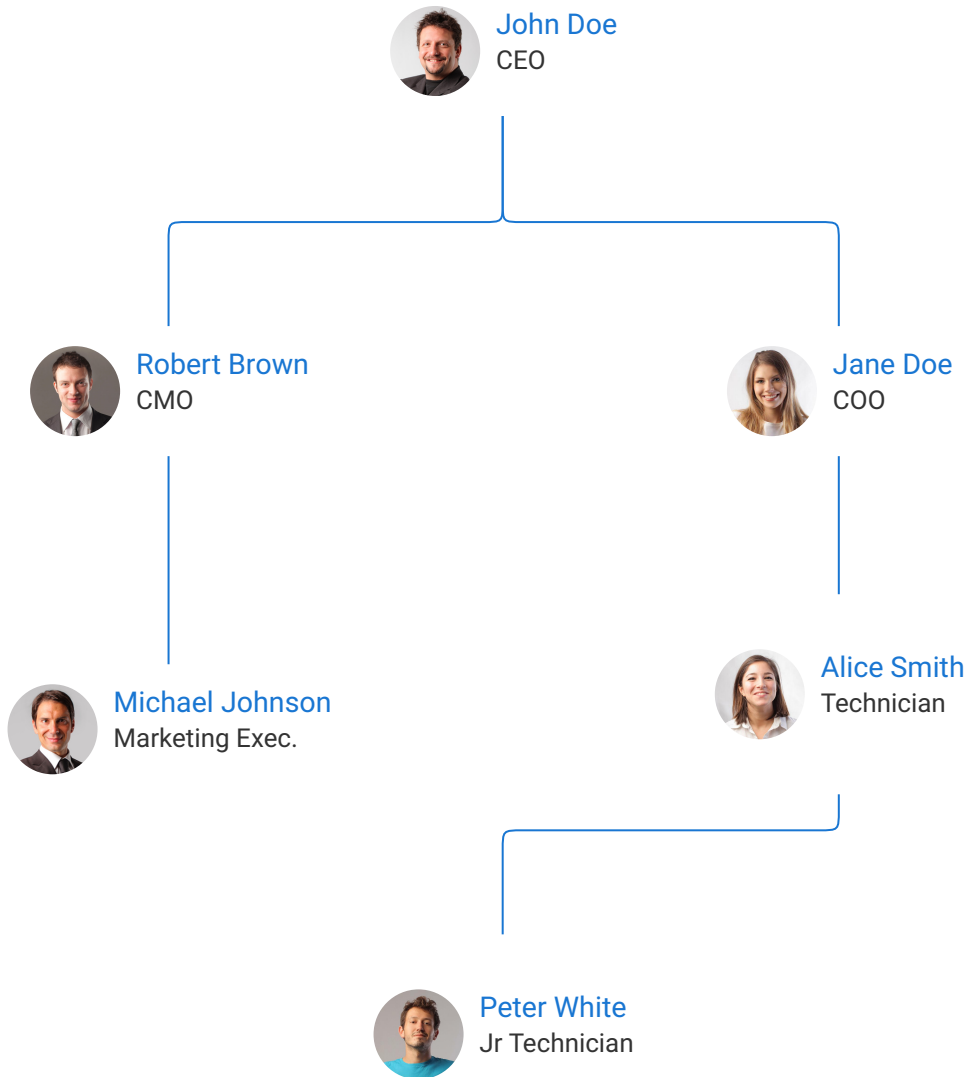 John Doe
CEO
Robert Brown
CMO
Jane Doe
COO
Michael Johnson
Marketing Exec.
Alice Smith
Technician
Peter White
Jr Technician